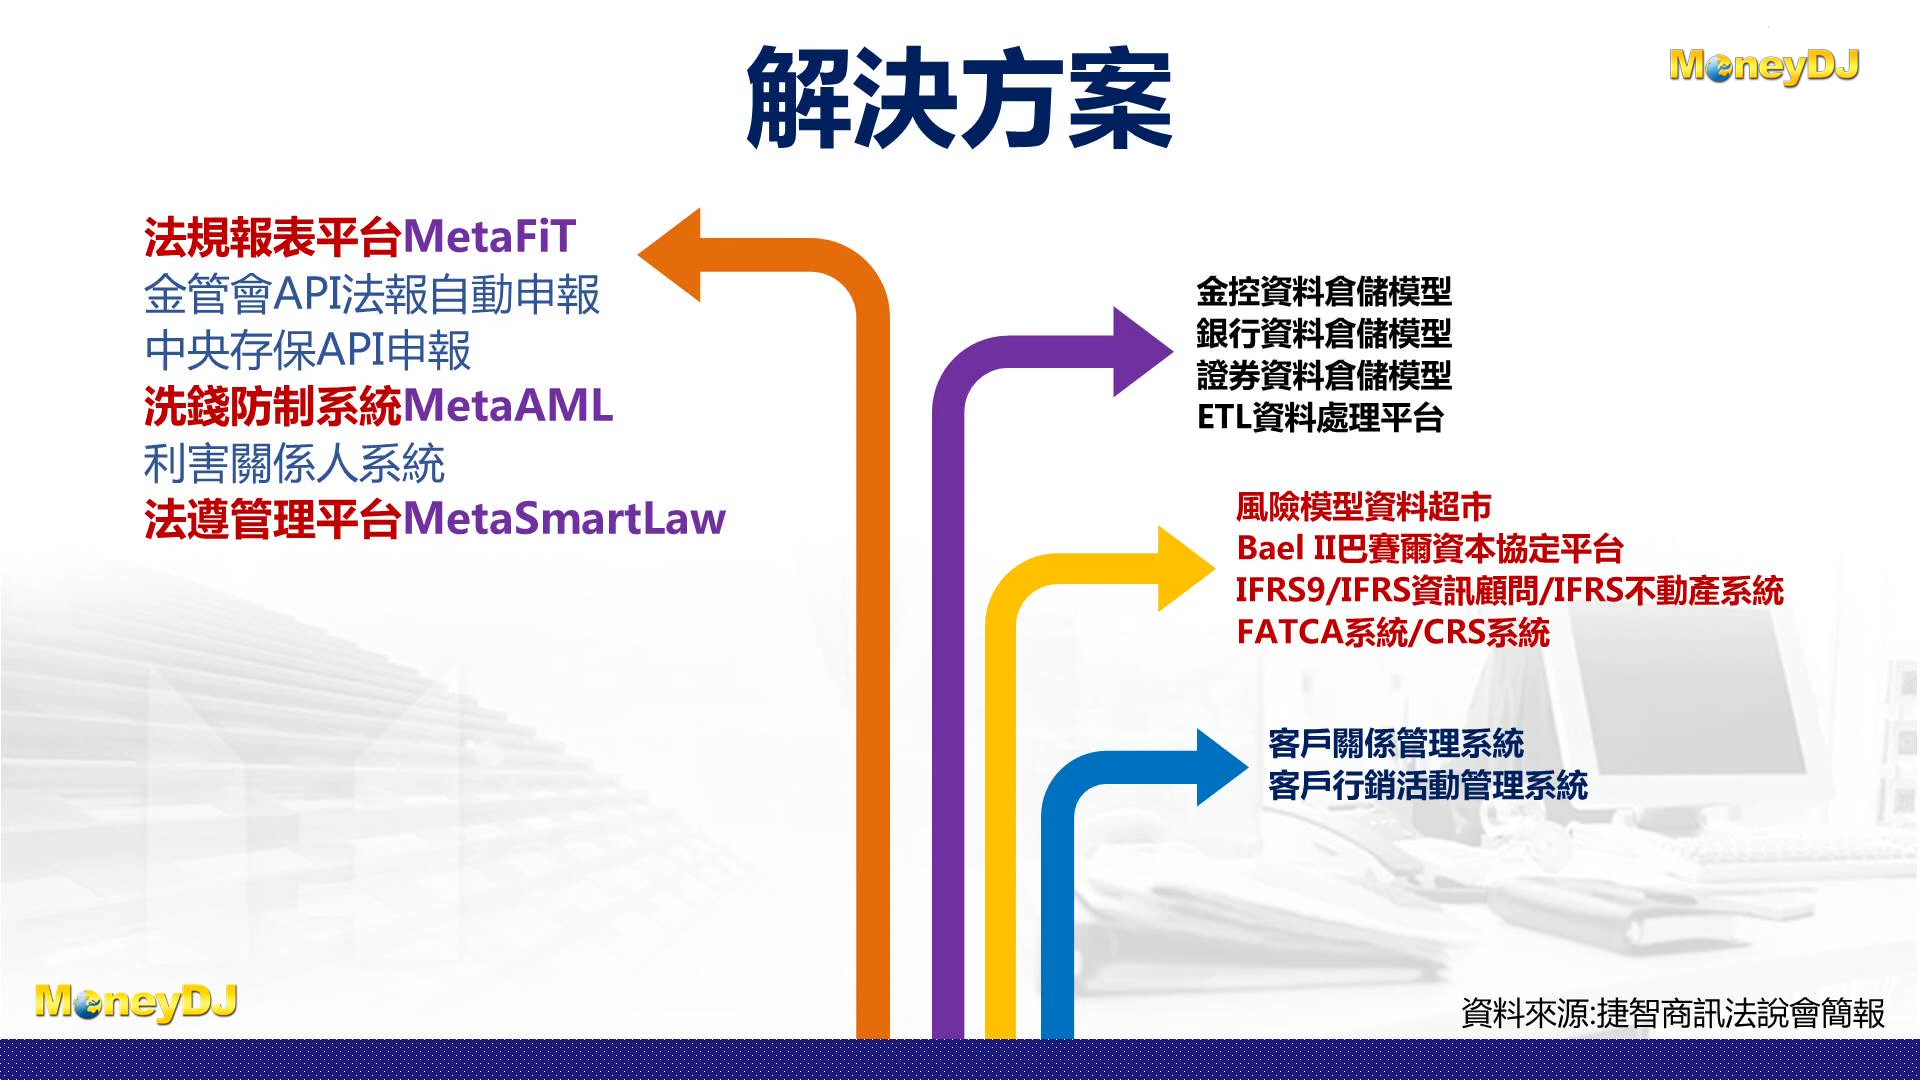 解決方案
MoneyDJ
法規報表平台MetaFiT
金管會API法報自動申報
中央存保API申報
洗錢防制系統MetaAML
利害關係人系統
法遵管理平台MetaSmartLaw
金控資料倉儲模型
銀行資料倉儲模型
證券資料倉儲模型
ETL資料處理平台
風險模型資料超市
Bael II巴賽爾資本協定平台
IFRS9/IFRS資訊顧問/IFRS不動產系統
FATCA系統/CRS系統
客戶關係管理系統
客戶行銷活動管理系統
MoneyDJ
資料來源:捷智商訊法說會簡報